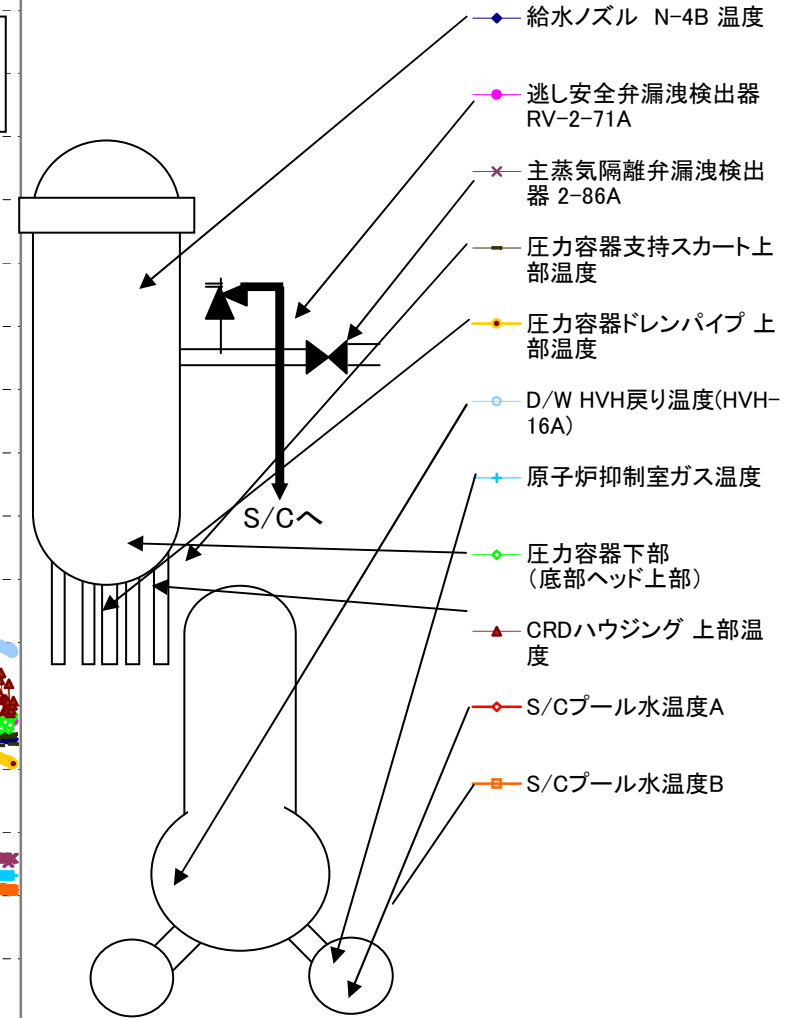 給水ノズル N-4B 温度
逃し安全弁漏洩検出器
RV-2-71A
主蒸気隔離弁漏洩検出
器 2-86A
圧力容器支持スカート上
部温度
圧力容器ドレンパイプ 上
部温度
D/W HVH戻り温度(HVH-
16A)
原子炉抑制室ガス温度
S/Cへ
圧力容器下部
(底部ヘッド上部)
CRDハウジング 上部温
度
S/Cプール水温度A
S/Cプール水温度B